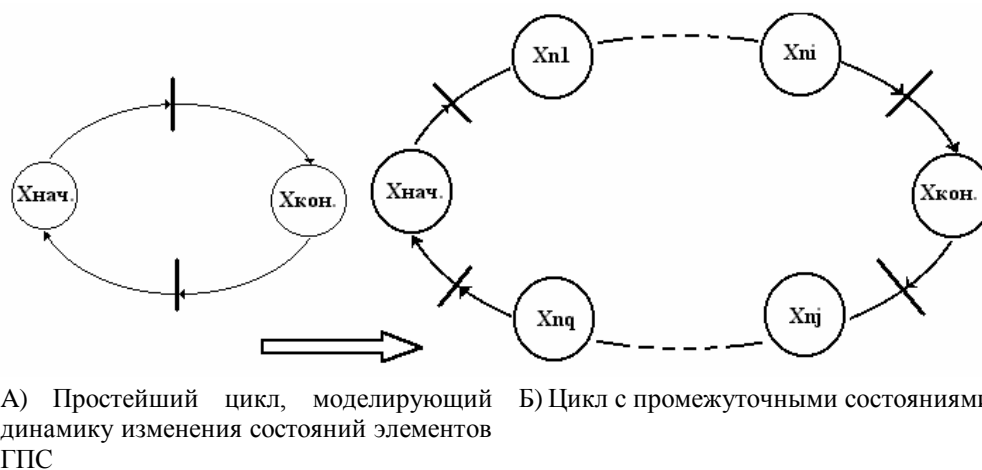 Xn1
Xni
Xнач.
Xкон.
Xнач.
Xкон.
Xnq
Xnj
А) Простейший цикл, моделирующий
динамику изменения состояний элементов
ГПС
Б) Цикл с промежуточными состояниями